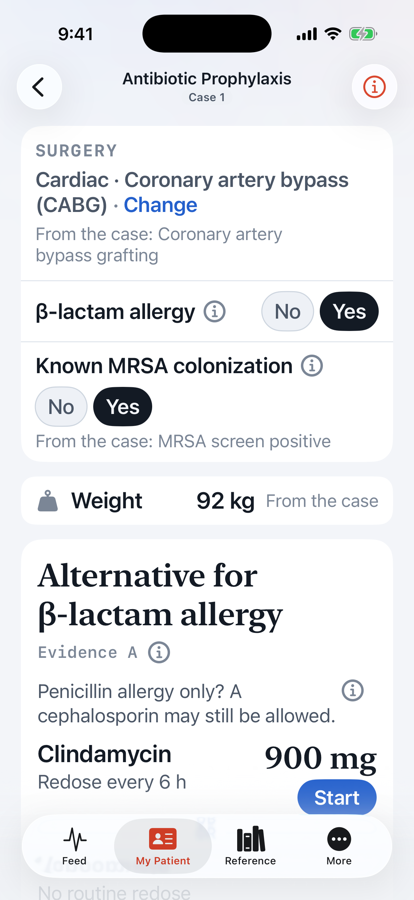 9:41
Antibiotic Prophylaxis
Case 1
SURGERY
Cardiac · Coronary artery bypass
(CABG) · Change
From the case: Coronary artery
bypass grafting
β-lactam allergy
No
Yes
Known MRSA colonization
No
Yes
From the case: MRSA screen positive
Weight
92 kg
From the case
Alternative for
β-lactam allergy
Evidence A
Penicillin allergy only? A
cephalosporin may still be allowed.
Clindamycin
900 mg
Redose every 6 h
Start
Feed
My Patient
Reference
More
No routine redose